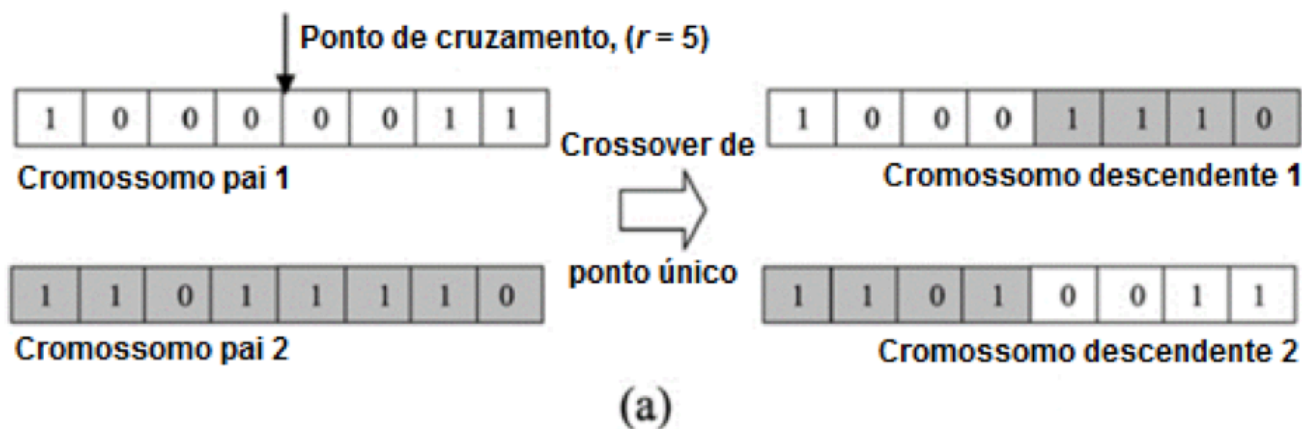 Ponto de cruzamento, (r = 5)
1 0 0 0 0 0 1 1
Cromossomo pai 1
Crossover de
1 0 0 0 1 1 1 0
Cromossomo descendente 1
1 1 0 1 1 1 1 0
Cromossomo pai 2
ponto único
1 1 0 1 0 0 1 1
Cromossomo descendente 2
(a)